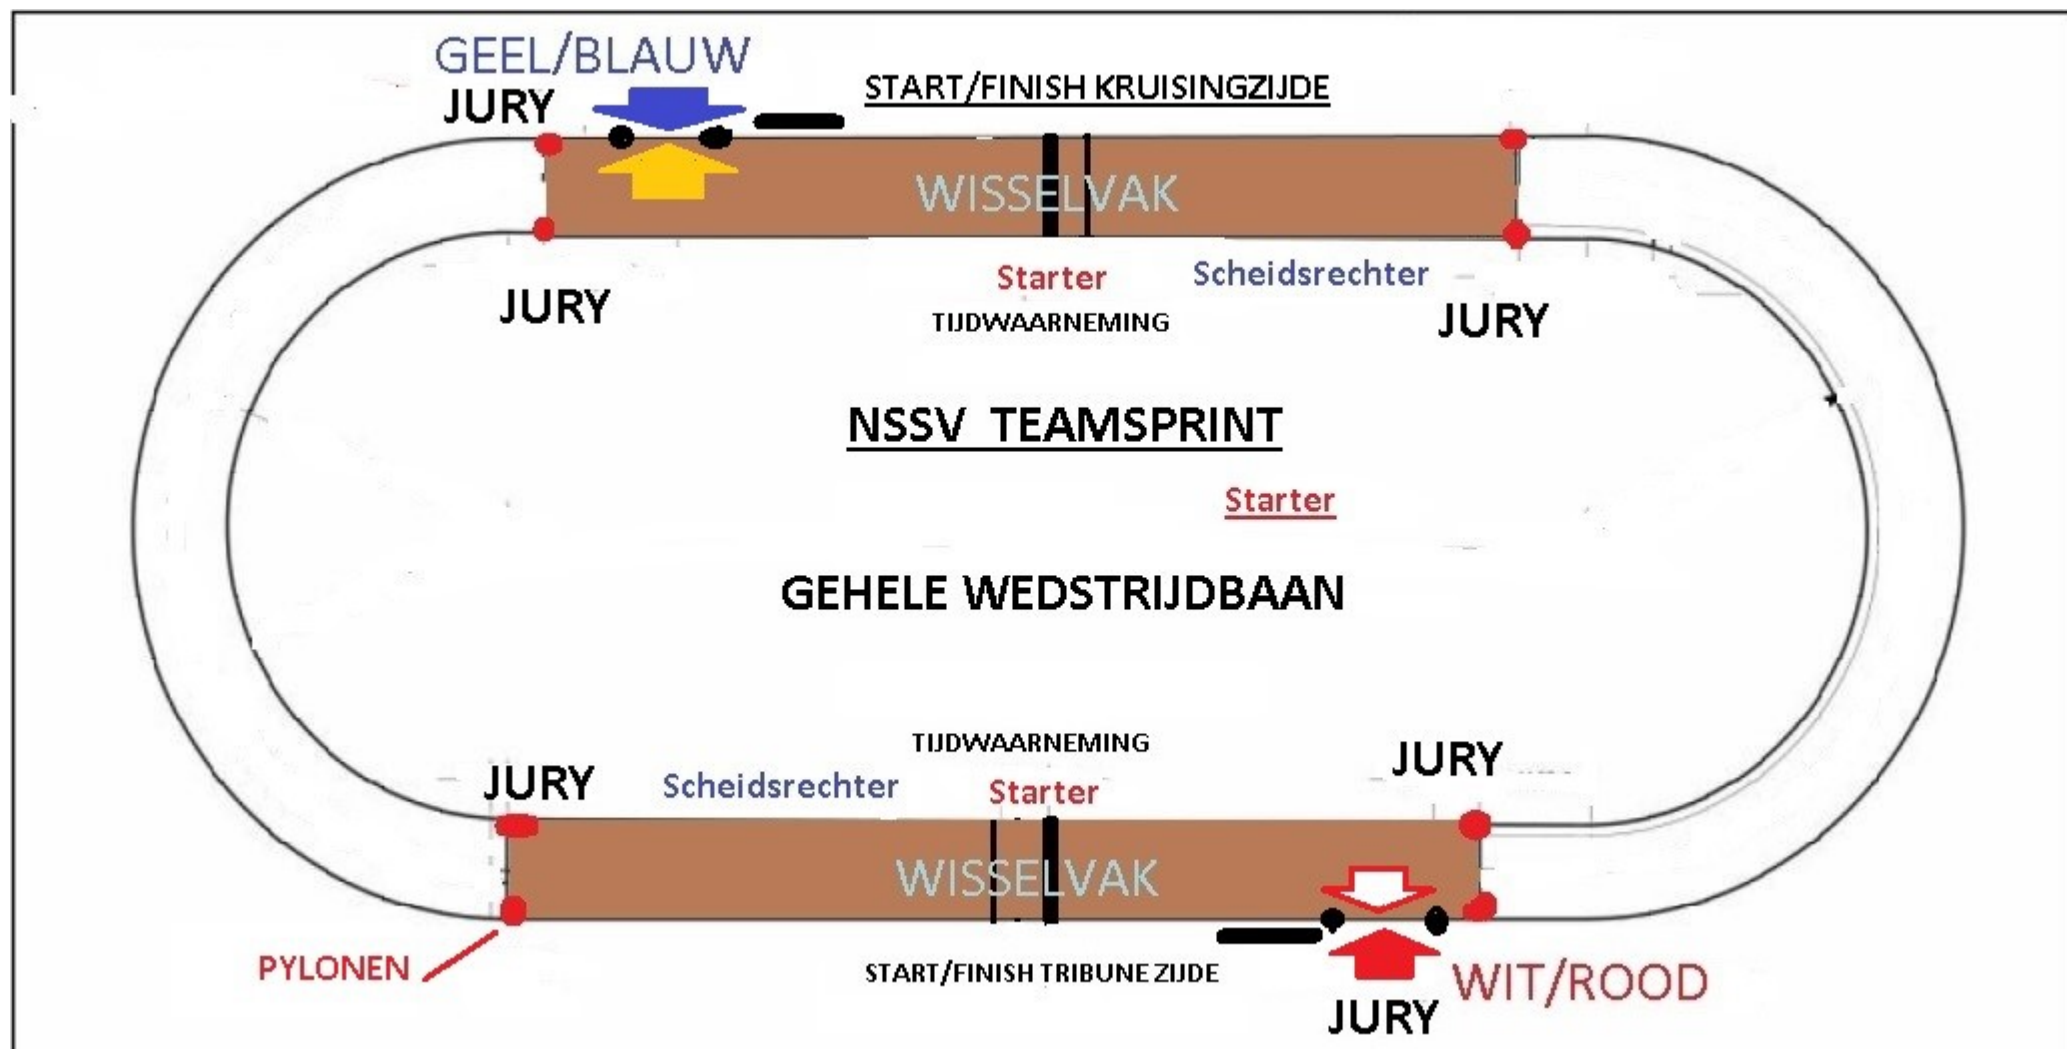 GEEL/BLAUW
JURY
START/FINISH KRUISINGZIJDE
WISSELVAK
Starter
Scheidsrechter
JURY
TIJDWAARNEMING
JURY
NSSV TEAMSPRINT
Starter
GEHELE WEDSTRIJDBAAN
TIJDWAARNEMING
JURY
JURY
Scheidsrechter
Starter
WISSELVAK
PYLONEN
START/FINISH TRIBUNE ZIJDE
WIT/ROOD
JURY